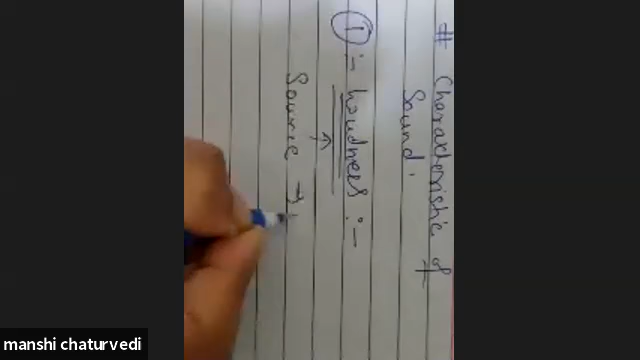 # Characteristic of
Sound.
① :- Loudness :-
↑
Source →
manshi chaturvedi